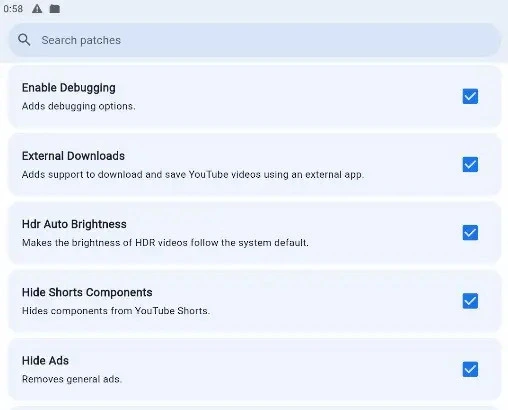 0:58
Search patches
Enable Debugging
Adds debugging options.
External Downloads
Adds support to download and save YouTube videos using an external app.
Hdr Auto Brightness
Makes the brightness of HDR videos follow the system default.
Hide Shorts Components
Hides components from YouTube Shorts.
Hide Ads
Removes general ads.